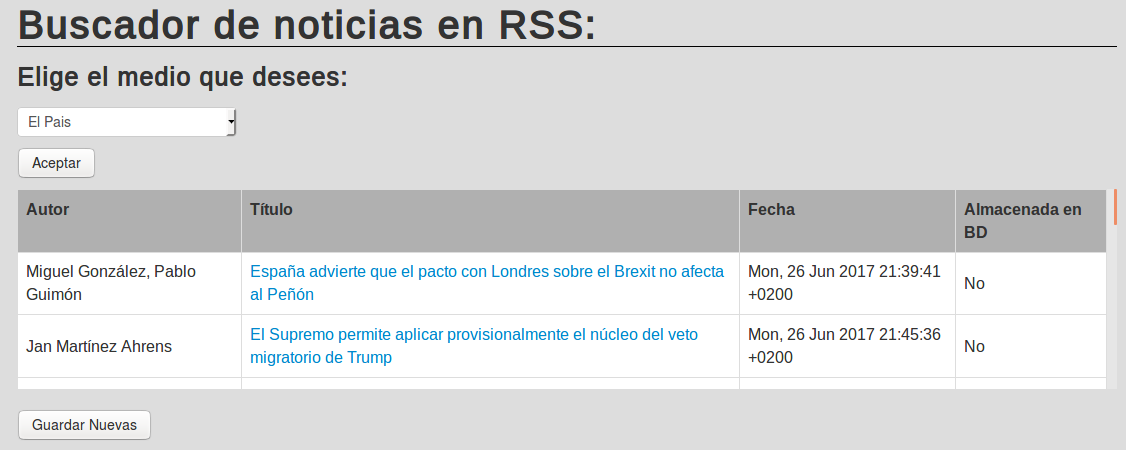 Buscador de noticias en RSS:
Elige el medio que desees:
El Pais
Aceptar
Autor Título Fecha Almacenada en
BD
Miguel González, Pablo España advierte que el pacto con Londres sobre el Brexit no afecta Mon, 26 Jun 2017 21:39:41 No
Guimón al Peñón +0200
Jan Martínez Ahrens El Supremo permite aplicar provisionalmente el núcleo del veto Mon, 26 Jun 2017 21:45:36 No
migratorio de Trump +0200
Guardar Nuevas